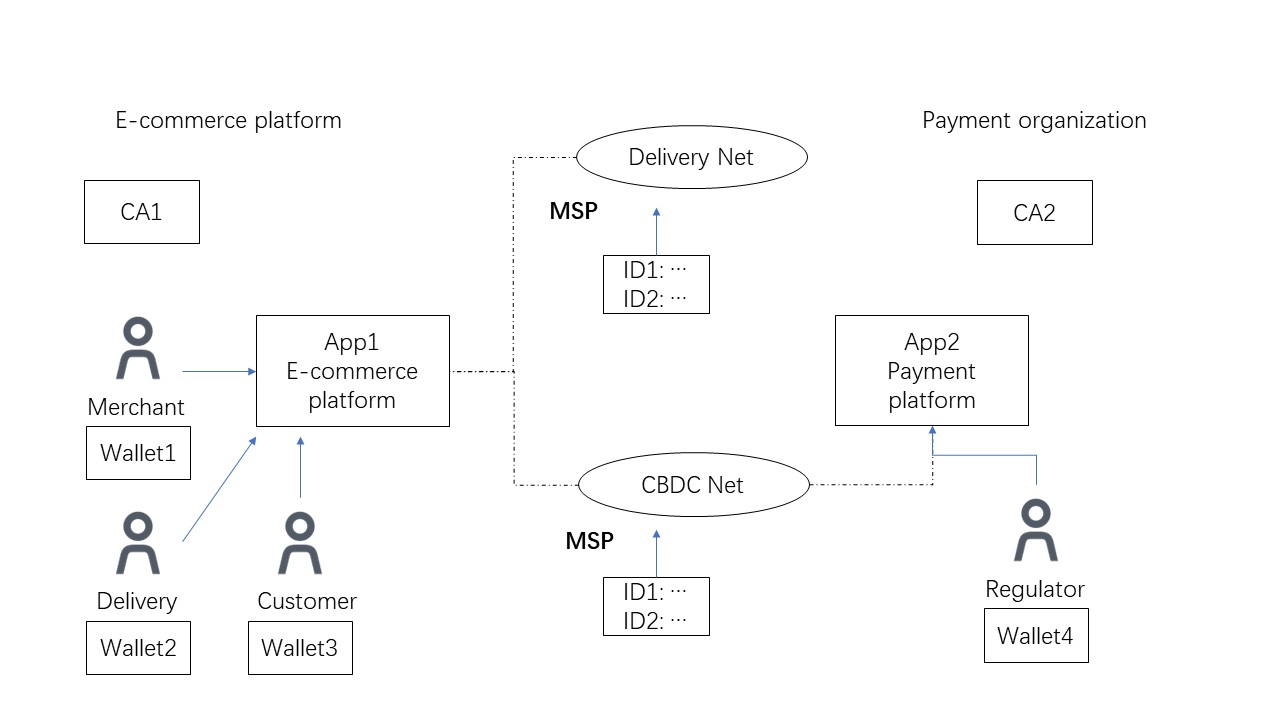 E-commerce platform
Payment organization
Delivery Net
CA1
MSP
CA2
ID1: ⋯
ID2: ⋯
App1
E-commerce
platform
App2
Payment
platform
Merchant
Wallet1
CBDC Net
MSP
ID1: ⋯
ID2: ⋯
Delivery
Wallet2
Customer
Wallet3
Regulator
Wallet4